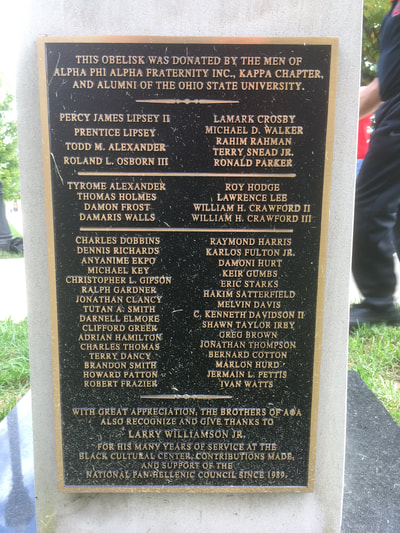 THIS OBELISK WAS DONATED BY THE MEN OF
ALPHA PHI ALPHA FRATERNITY INC., KAPPA CHAPTER,
AND ALUMNI OF THE OHIO STATE UNIVERSITY.
PERCY JAMES LIPSEY II
PRENTICE LIPSEY
TODD M. ALEXANDER
ROLAND L. OSBORN III
LAMARK CROSBY
MICHAEL D. WALKER
RAHIM RAHMAN
TERRY SNEAD JR.
RONALD PARKER
TYROME ALEXANDER
THOMAS HOLMES
DAMON FROST
DAMARIS WALLS
ROY HODGE
LAWRENCE LEE
WILLIAM H. CRAWFORD II
WILLIAM H. CRAWFORD III
CHARLES DOBBINS
DENNIS RICHARDS
ANYANIME EKPO
MICHAEL KEY
CHRISTOPHER L. GIPSON
RALPH GARDNER
JONATHAN CLANCY
TUTAN A. SMITH
DARNELL ELMORE
CLIFFORD GREER
ADRIAN HAMILTON
CHARLES THOMAS
TERRY DANCY
BRANDON SMITH
HOWARD PATTON
ROBERT FRAZIER
RAYMOND HARRIS
KARLOS FULTON JR.
DAMONI HURT
KEIR GUMBS
ERIC STARKS
HAKIM SATTERFIELD
MELVIN DAVIS
C. KENNETH DAVIDSON II
SHAWN TAYLOR IRBY
GREG BROWN
JONATHAN THOMPSON
BERNARD COTTON
MARLON HURD
JERMAIN L. PETTIS
IVAN WATTS
WITH GREAT APPRECIATION, THE BROTHERS OF ΑΦΑ
ALSO RECOGNIZE AND GIVE THANKS TO
LARRY WILLIAMSON JR.
FOR HIS MANY YEARS OF SERVICE AT THE
BLACK CULTURAL CENTER, CONTRIBUTIONS MADE,
AND SUPPORT OF THE
NATIONAL PAN-HELLENIC COUNCIL SINCE 1989.